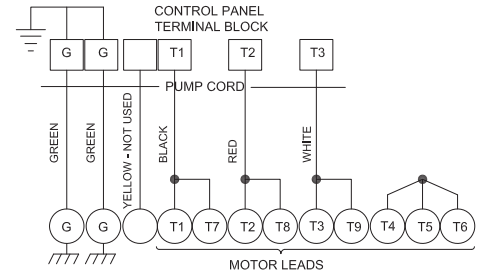 CONTROL PANEL
TERMINAL BLOCK
G G T1 T2 T3
PUMP CORD
GREEN
GREEN
YELLOW - NOT USED
BLACK
RED
WHITE
G G T1 T7 T2 T8 T3 T9 T4 T5 T6
MOTOR LEADS